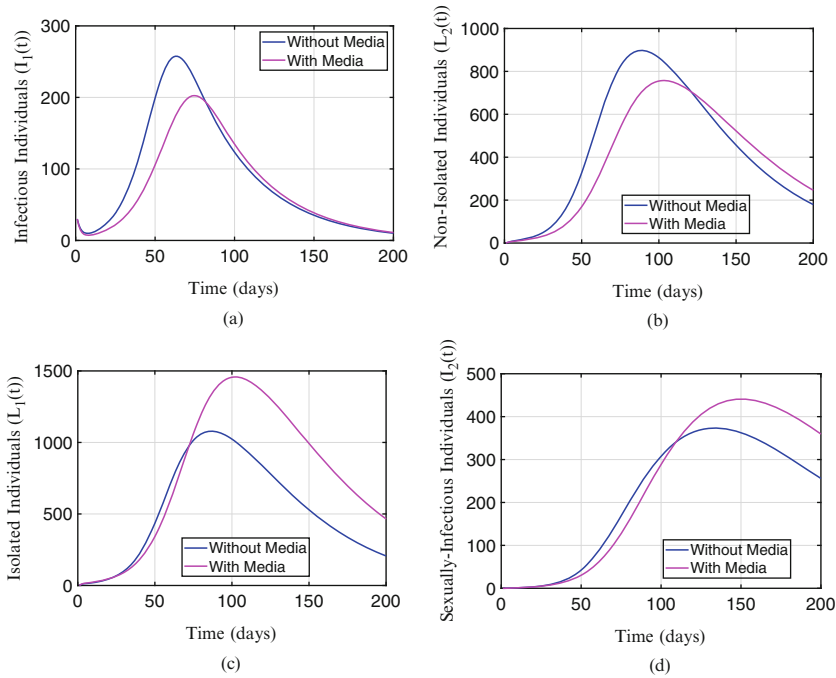 Infectious Individuals (I₁(t))
300
200
100
0
0 50 100 150 200
Without Media
With Media
Time (days)
(a)
Non-Isolated Individuals (L₂(t))
1000
800
600
400
200
0
0 50 100 150 200
Without Media
With Media
Time (days)
(b)
Isolated Individuals (L₁(t))
1500
1000
500
0
0 50 100 150 200
Without Media
With Media
Time (days)
(c)
Sexually-Infectious Individuals (I₂(t))
500
400
300
200
100
0
0 50 100 150 200
Without Media
With Media
Time (days)
(d)